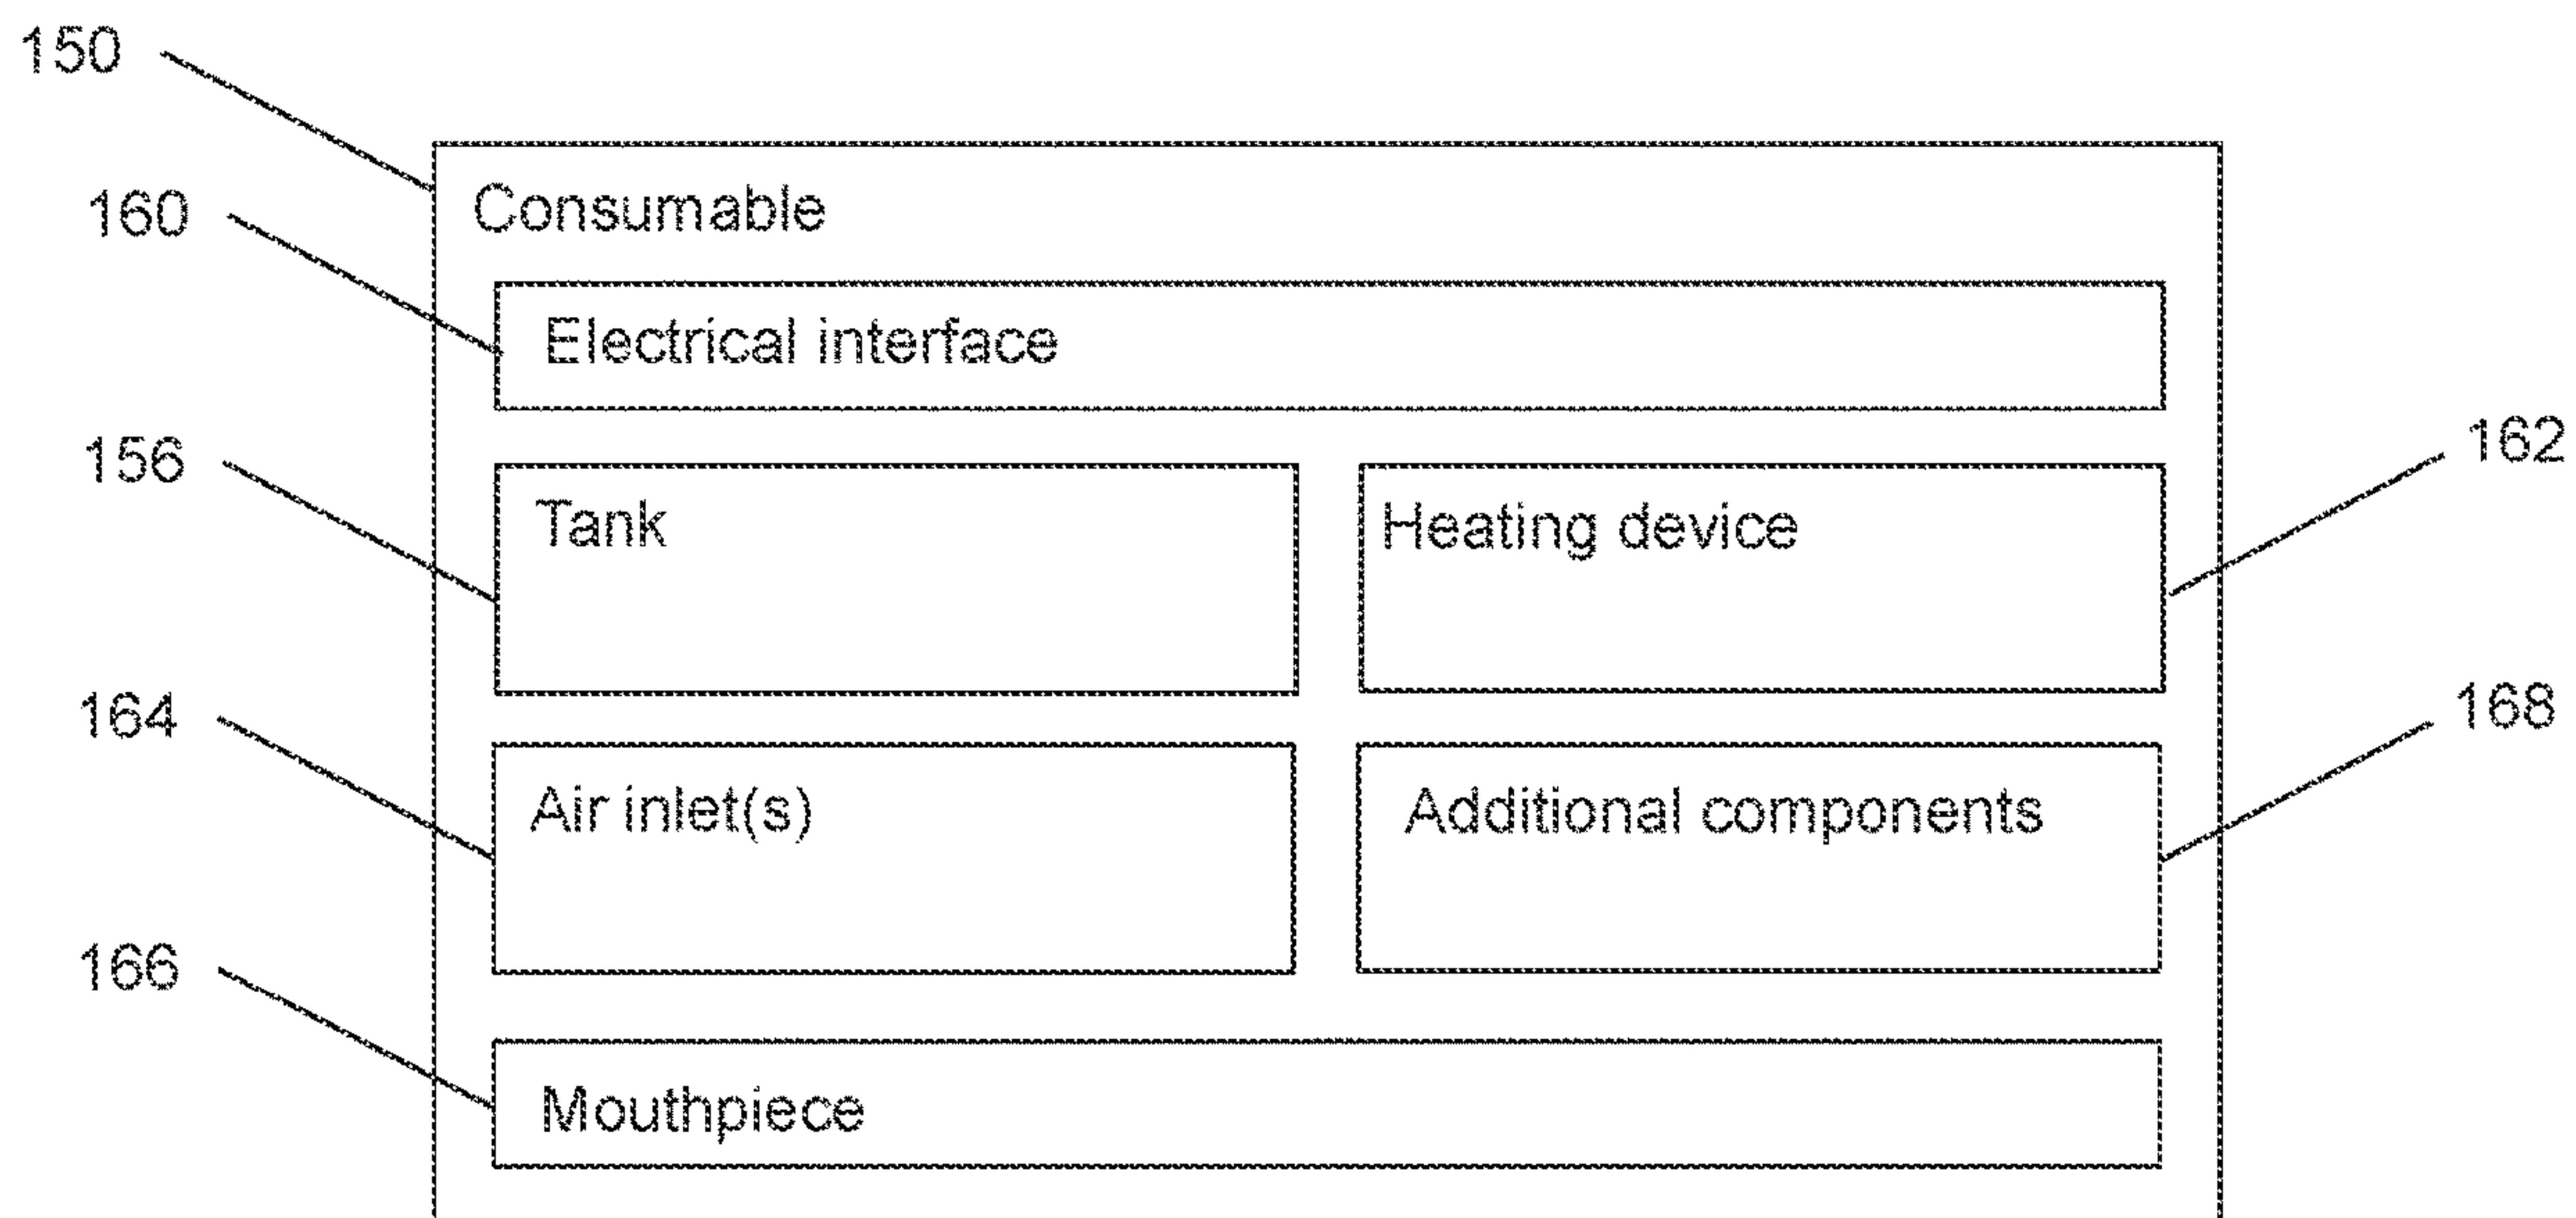 150
Consumable
160
Electrical interface
156
162
Tank
Heating device
164
168
Air inlet(s)
Additional components
166
Mouthpiece